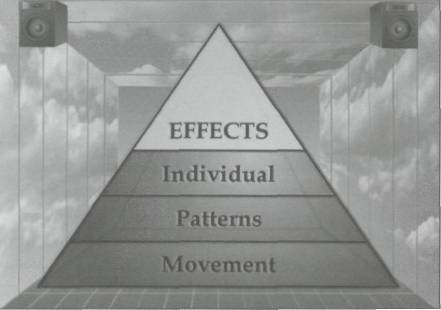 EFFECTS
Individual
Patterns
Movement